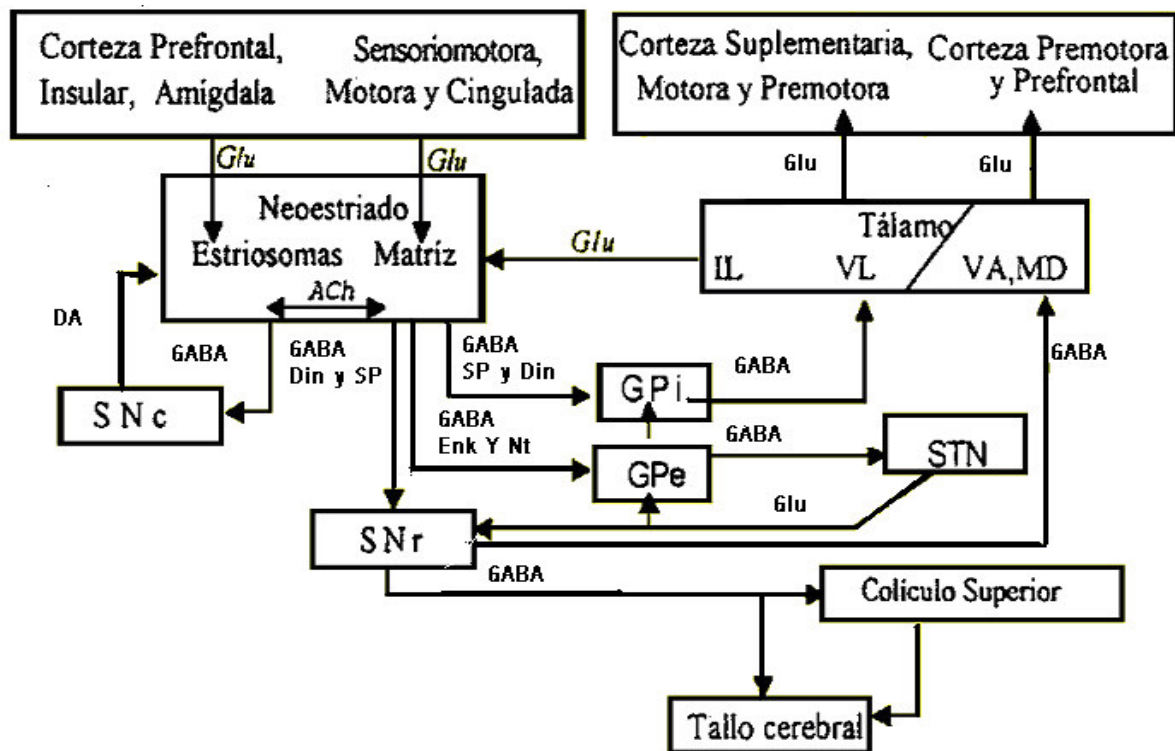 Corteza Prefrontal,
Insular, Amígdala
Sensoriomotora,
Motora y Cingulada
Corteza Suplementaria,
Motora y Premotora
Corteza Premotora
y Prefrontal
Glu
Glu
Glu
Glu
Neoestriado
Estriosomas
Matríz
ACh
Glu
Tálamo
IL
VL
VA,MD
DA
GABA
GABA
Din y SP
GABA
SP y Din
GABA
Enk Y Nt
SNc
GPi
GABA
GABA
GPe
GABA
STN
Glu
SNr
GABA
Colículo Superior
Tallo cerebral